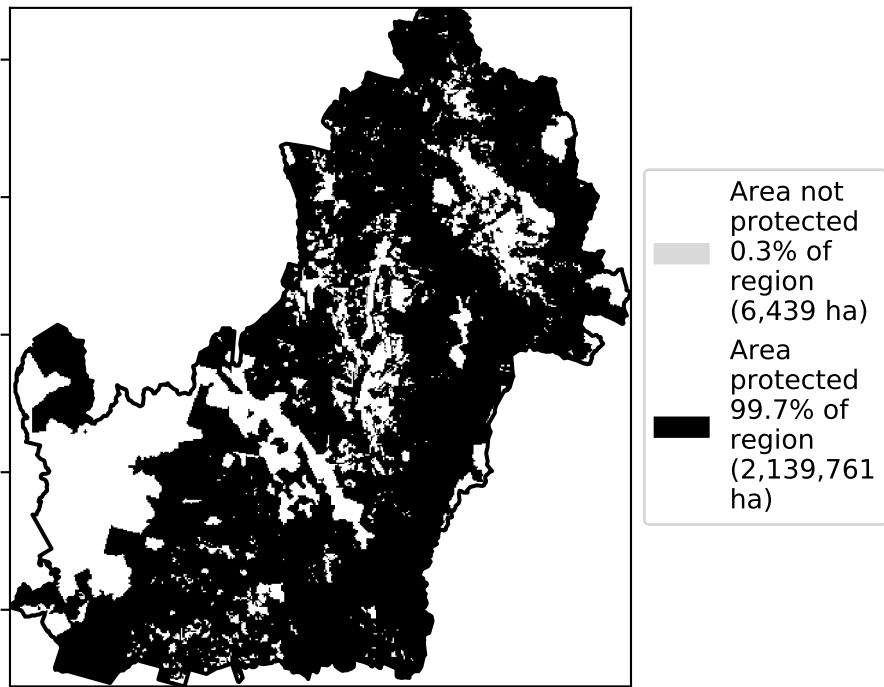 Area not
protected
0.3% of
region
(6,439 ha)
Area
protected
99.7% of
region
(2,139,761
ha)